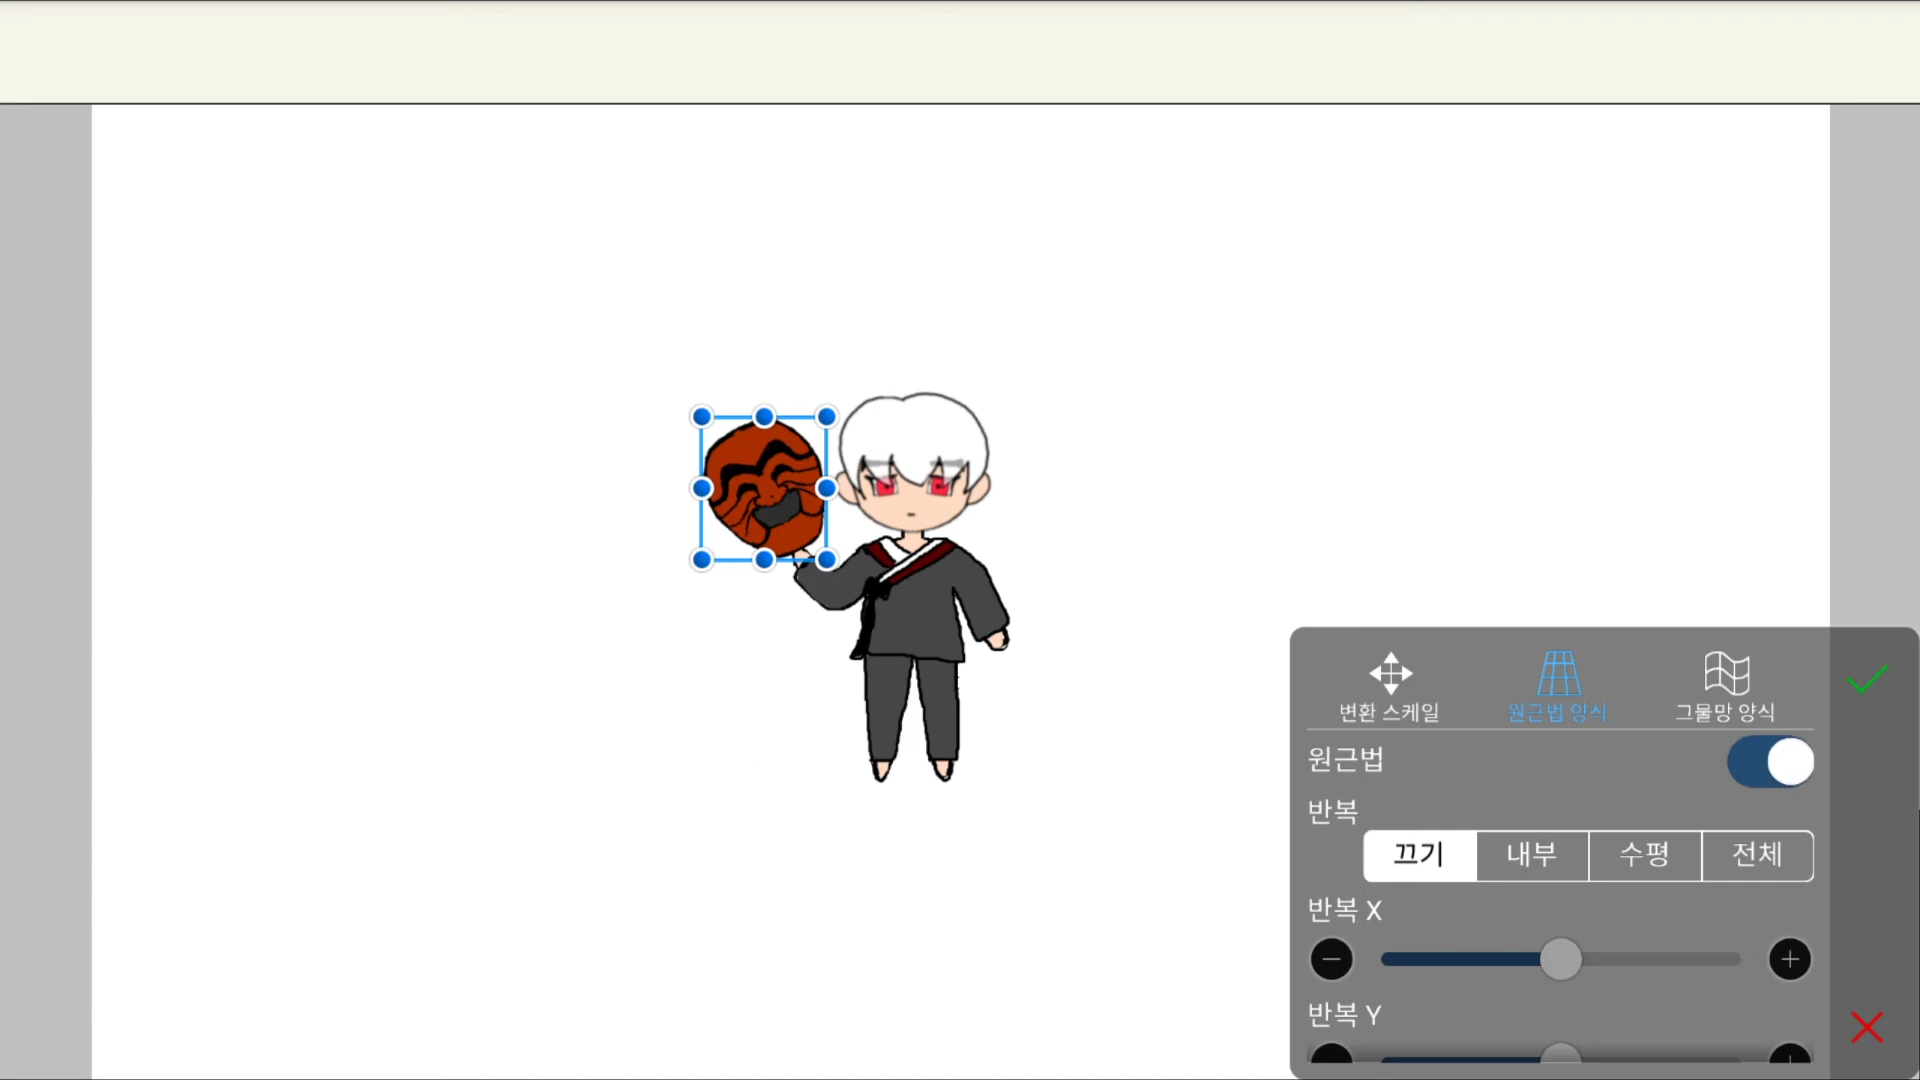 변환 스케일 원근법 양식 그물망 양식
원근법
반복
끄기 내부 수평 전체
반복 X
반복 Y